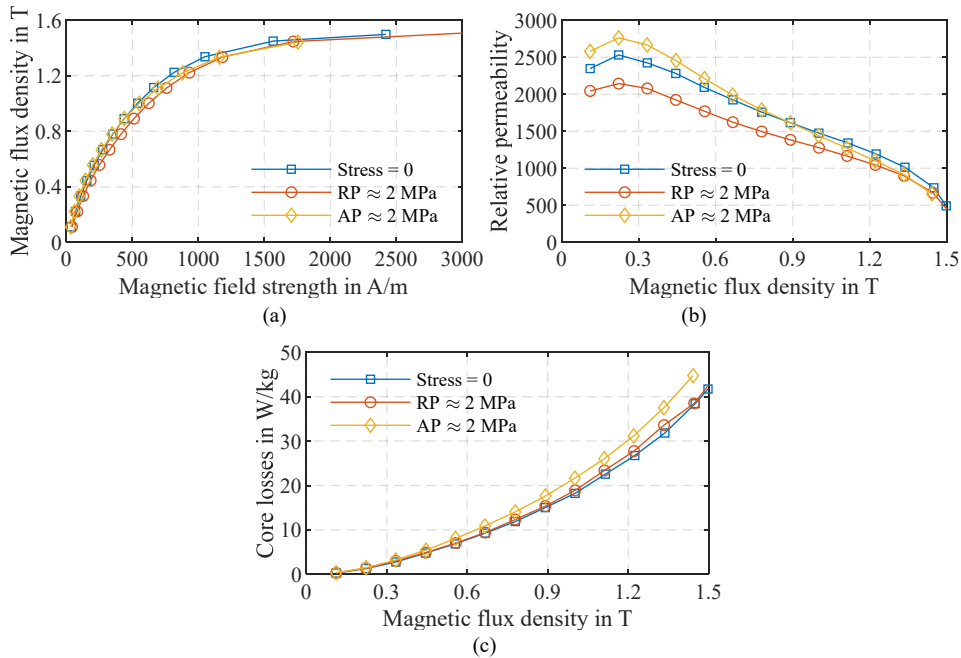 Magnetic flux density in T
1.6
1.2
0.8
0.4
0
0 500 1000 1500 2000 2500 3000
Magnetic field strength in A/m
Stress = 0
RP ≈ 2 MPa
AP ≈ 2 MPa
(a)
Relative permeability
3000
2500
2000
1500
1000
500
0
0 0.3 0.6 0.9 1.2 1.5
Magnetic flux density in T
Stress = 0
RP ≈ 2 MPa
AP ≈ 2 MPa
(b)
Core losses in W/kg
50
40
30
20
10
0
0 0.3 0.6 0.9 1.2 1.5
Magnetic flux density in T
Stress = 0
RP ≈ 2 MPa
AP ≈ 2 MPa
(c)